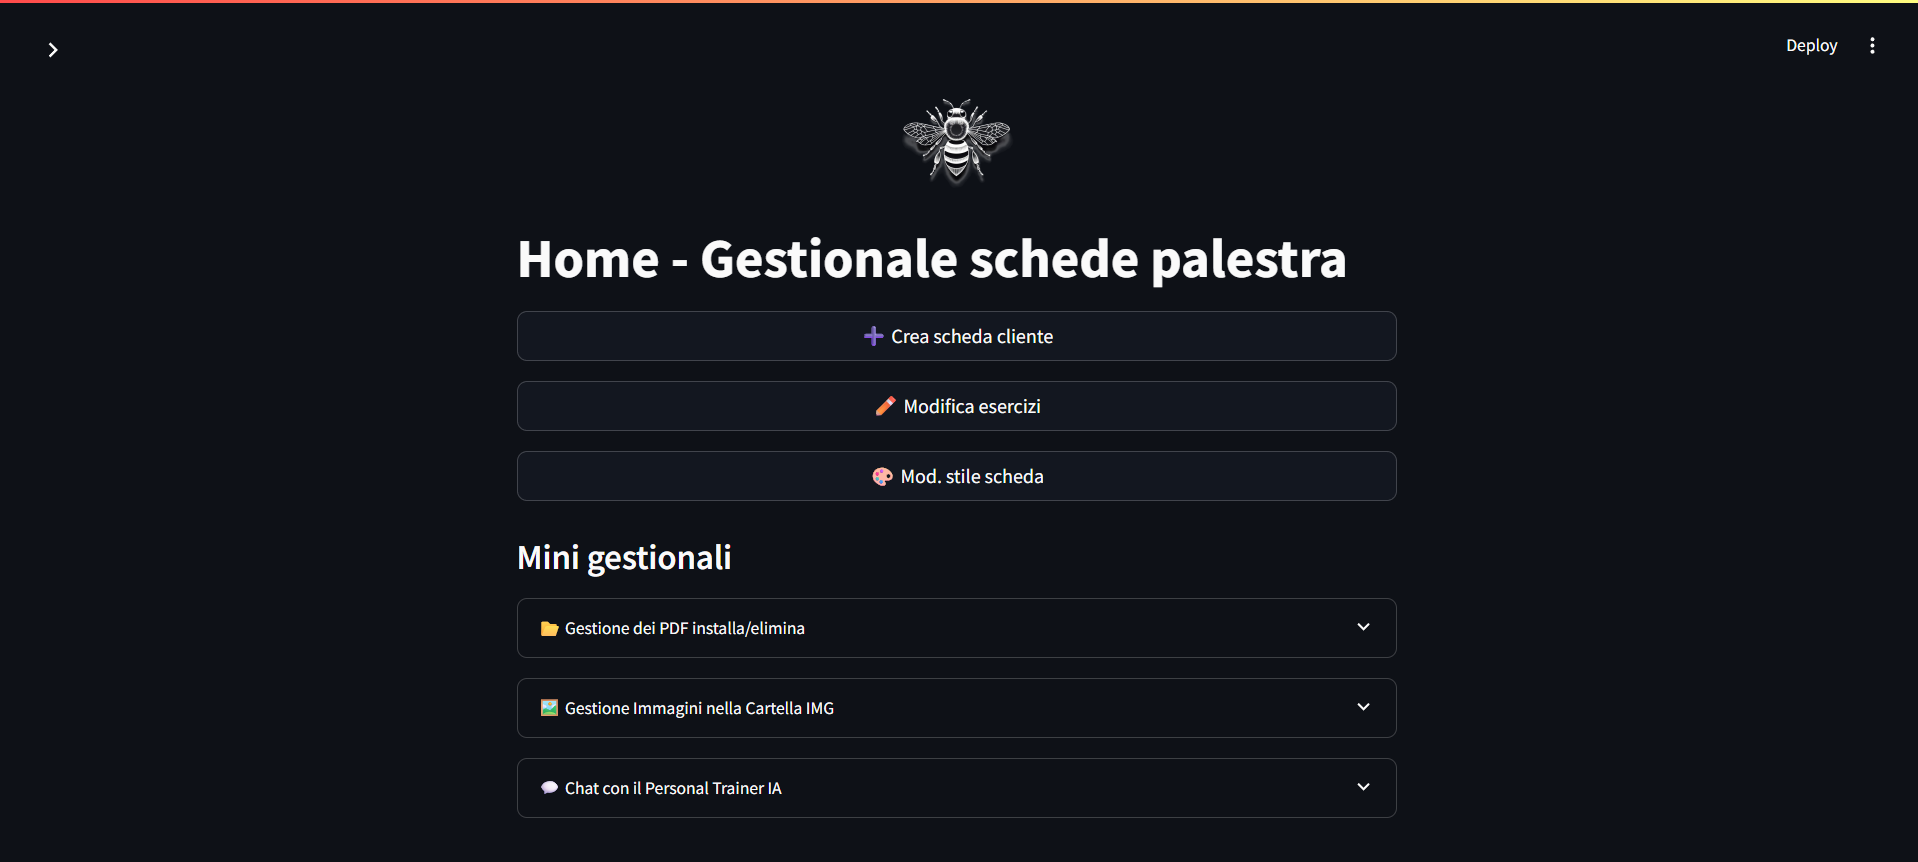 Deploy
Home - Gestionale schede palestra
Crea scheda cliente
Modifica esercizi
Mod. stile scheda
Mini gestionali
Gestione dei PDF installa/elimina
Gestione Immagini nella Cartella IMG
Chat con il Personal Trainer IA